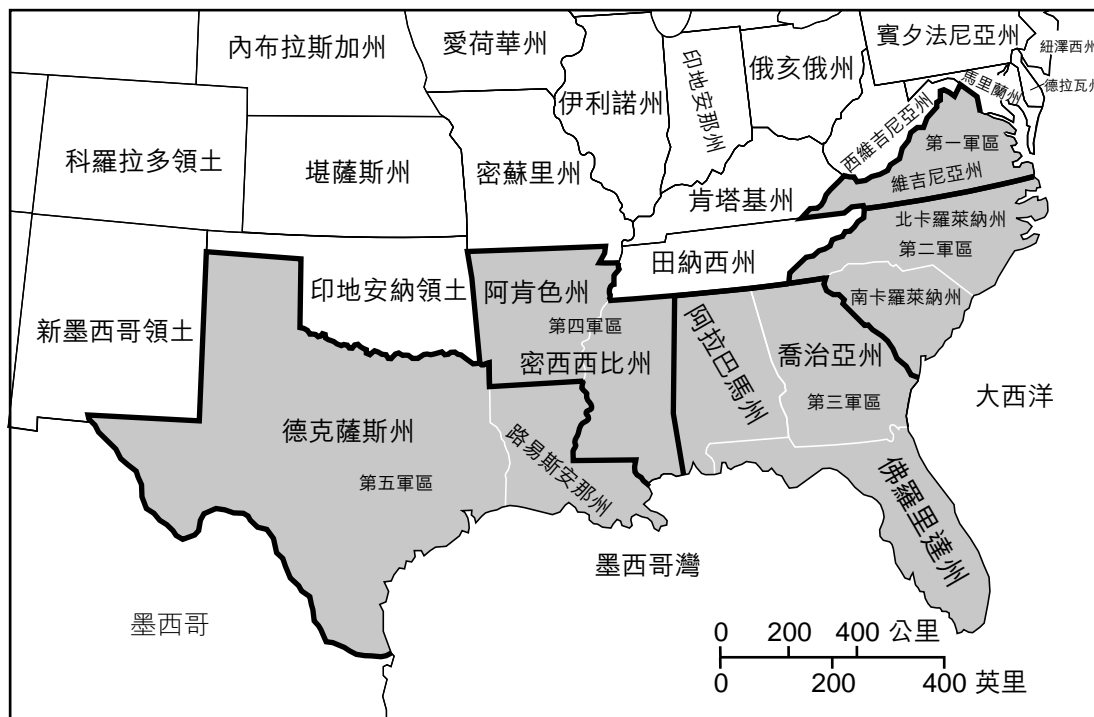 內布拉斯加州
愛荷華州
賓夕法尼亞州
紐澤西州
德拉瓦州
馬里蘭州
俄亥俄州
印地安那州
伊利諾州
西維吉尼亞州
第一軍區
維吉尼亞州
科羅拉多領土
堪薩斯州
密蘇里州
肯塔基州
北卡羅萊納州
第二軍區
田納西州
南卡羅萊納州
新墨西哥領土
印地安納領土
阿肯色州
第四軍區
密西西比州
阿拉巴馬州
喬治亞州
第三軍區
大西洋
德克薩斯州
第五軍區
路易斯安那州
佛羅里達州
墨西哥灣
墨西哥
0 200 400 公里
0 200 400 英里